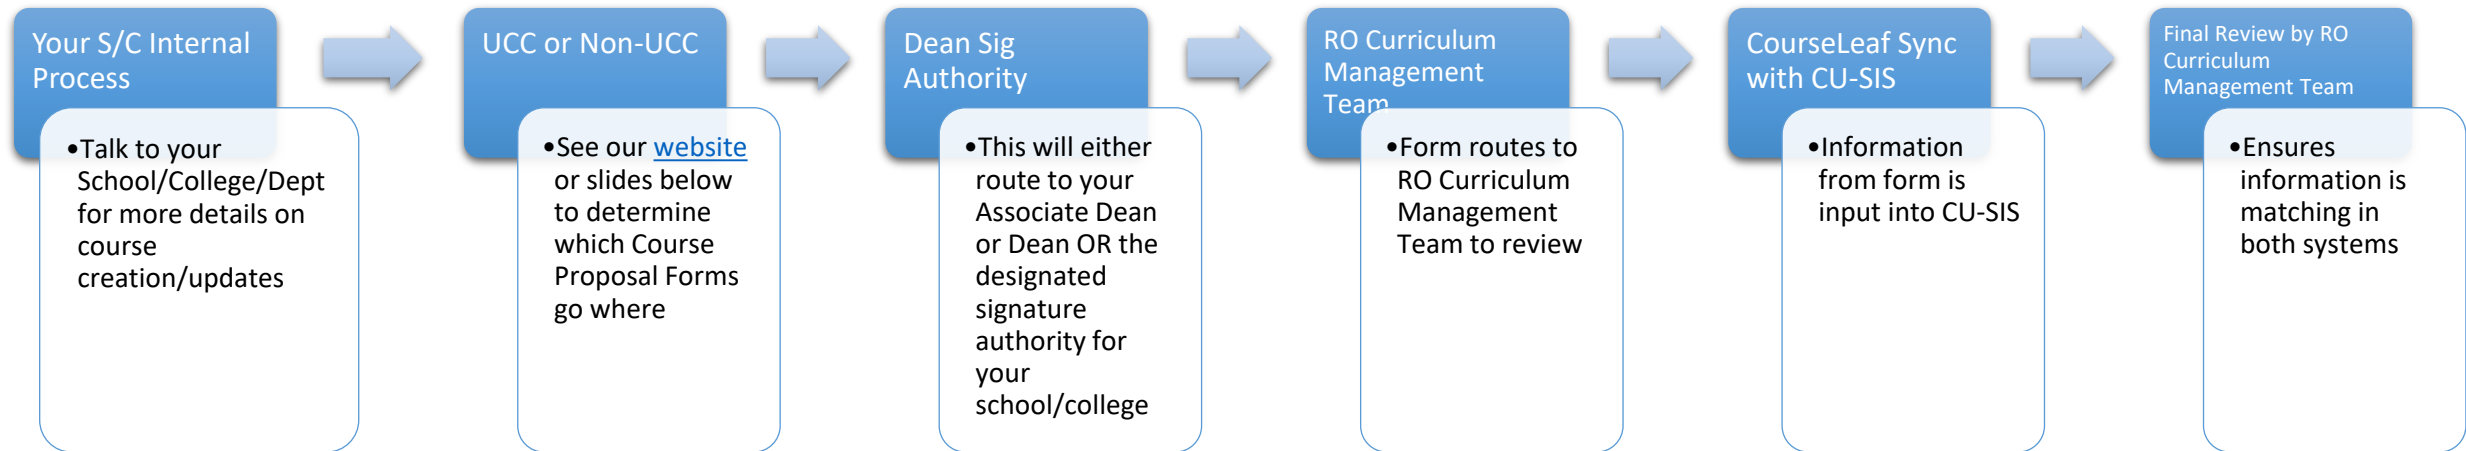 Your S/C Internal
Process
•Talk to your
School/College/Dept
for more details on
course
creation/updates
UCC or Non-UCC
•See our website
or slides below
to determine
which Course
Proposal Forms
go where
Dean Sig
Authority
•This will either
route to your
Associate Dean
or Dean OR the
designated
signature
authority for
your
school/college
RO Curriculum
Management
Team
•Form routes to
RO Curriculum
Management
Team to review
CourseLeaf Sync
with CU-SIS
•Information
from form is
input into CU-SIS
Final Review by RO
Curriculum
Management Team
•Ensures
information is
matching in
both systems